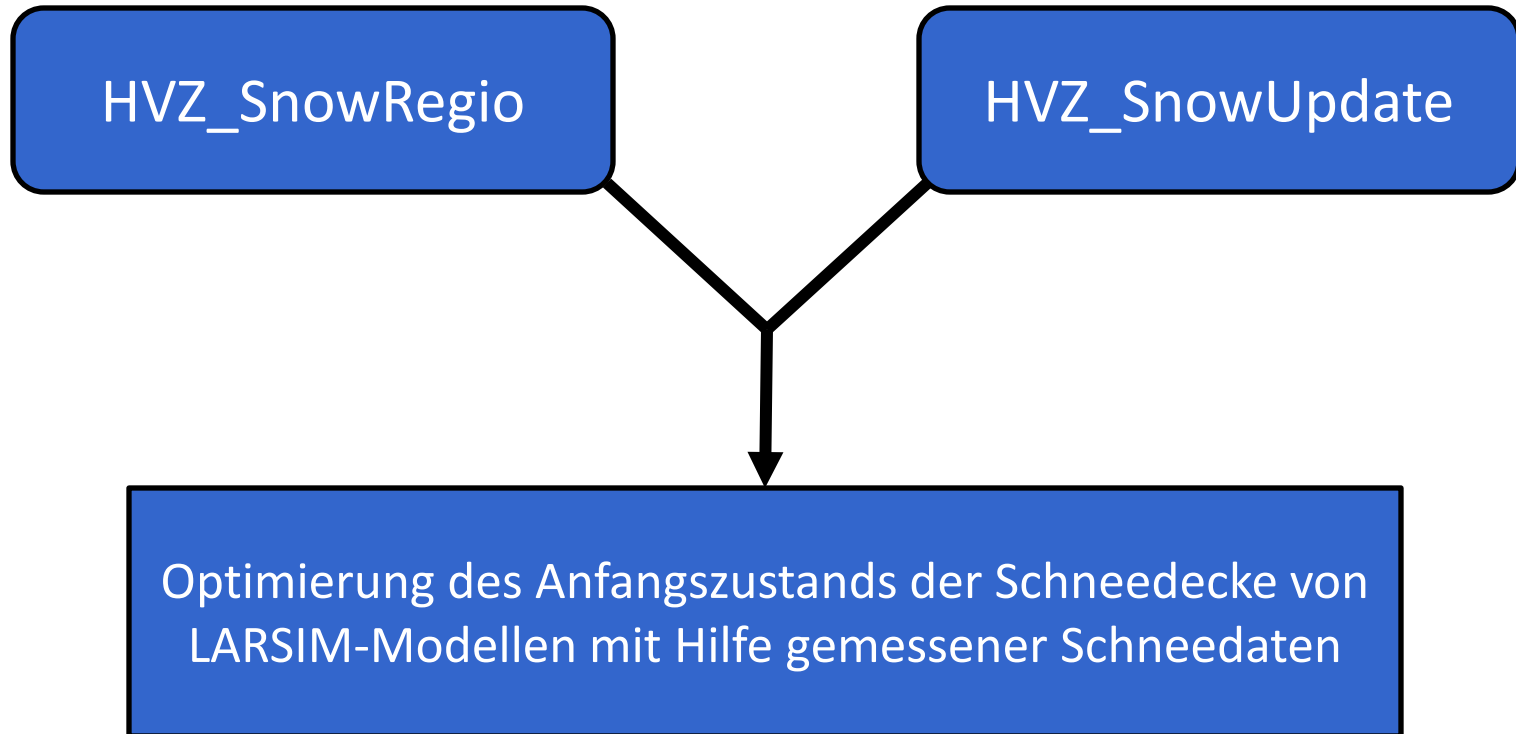 HVZ_SnowRegio
HVZ_SnowUpdate
Optimierung des Anfangszustands der Schneedecke von
LARSIM-Modellen mit Hilfe gemessener Schneedaten